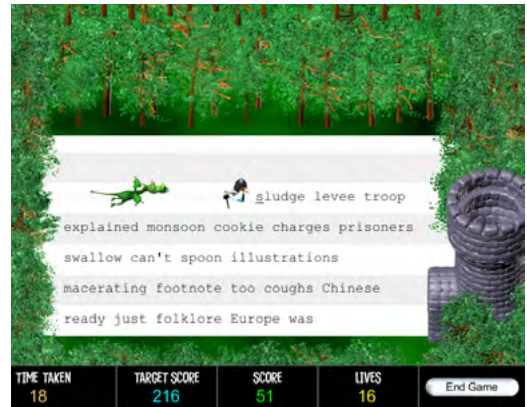 sludge levee troop
explained monsoon cookie charges prisoners
swallow can't spoon illustrations
macerating footnote too coughs Chinese
ready just folklore Europe was
TIME TAKEN TARGET SCORE SCORE LIVES
18 216 51 16
End Game